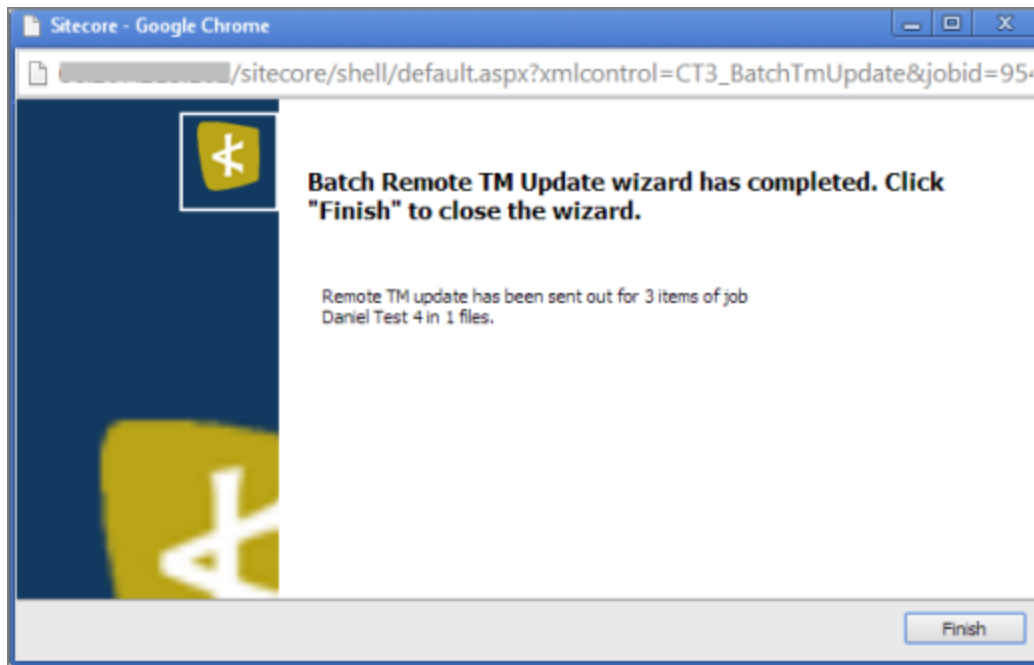 Sitecore - Google Chrome
/sitecore/shell/default.aspx?xmlcontrol=CT3_BatchTmUpdate&jobid=954
Batch Remote TM Update wizard has completed. Click
"Finish" to close the wizard.
Remote TM update has been sent out for 3 items of job
Daniel Test 4 in 1 files.
Finish